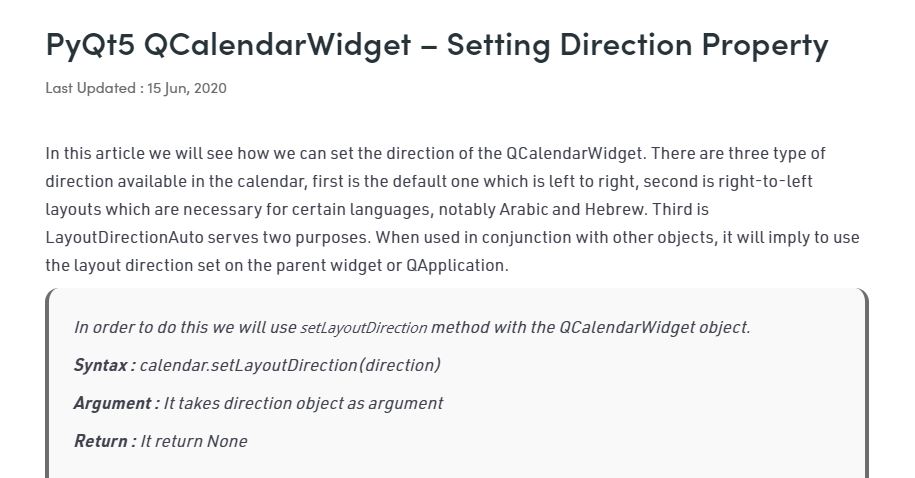 PyQt5 QCalendarWidget – Setting Direction Property
Last Updated : 15 Jun, 2020
In this article we will see how we can set the direction of the QCalendarWidget. There are three type of
direction available in the calendar, first is the default one which is left to right, second is right-to-left
layouts which are necessary for certain languages, notably Arabic and Hebrew. Third is
LayoutDirectionAuto serves two purposes. When used in conjunction with other objects, it will imply to use
the layout direction set on the parent widget or QApplication.
In order to do this we will use setLayoutDirection method with the QCalendarWidget object.
Syntax : calendar.setLayoutDirection(direction)
Argument : It takes direction object as argument
Return : It return None